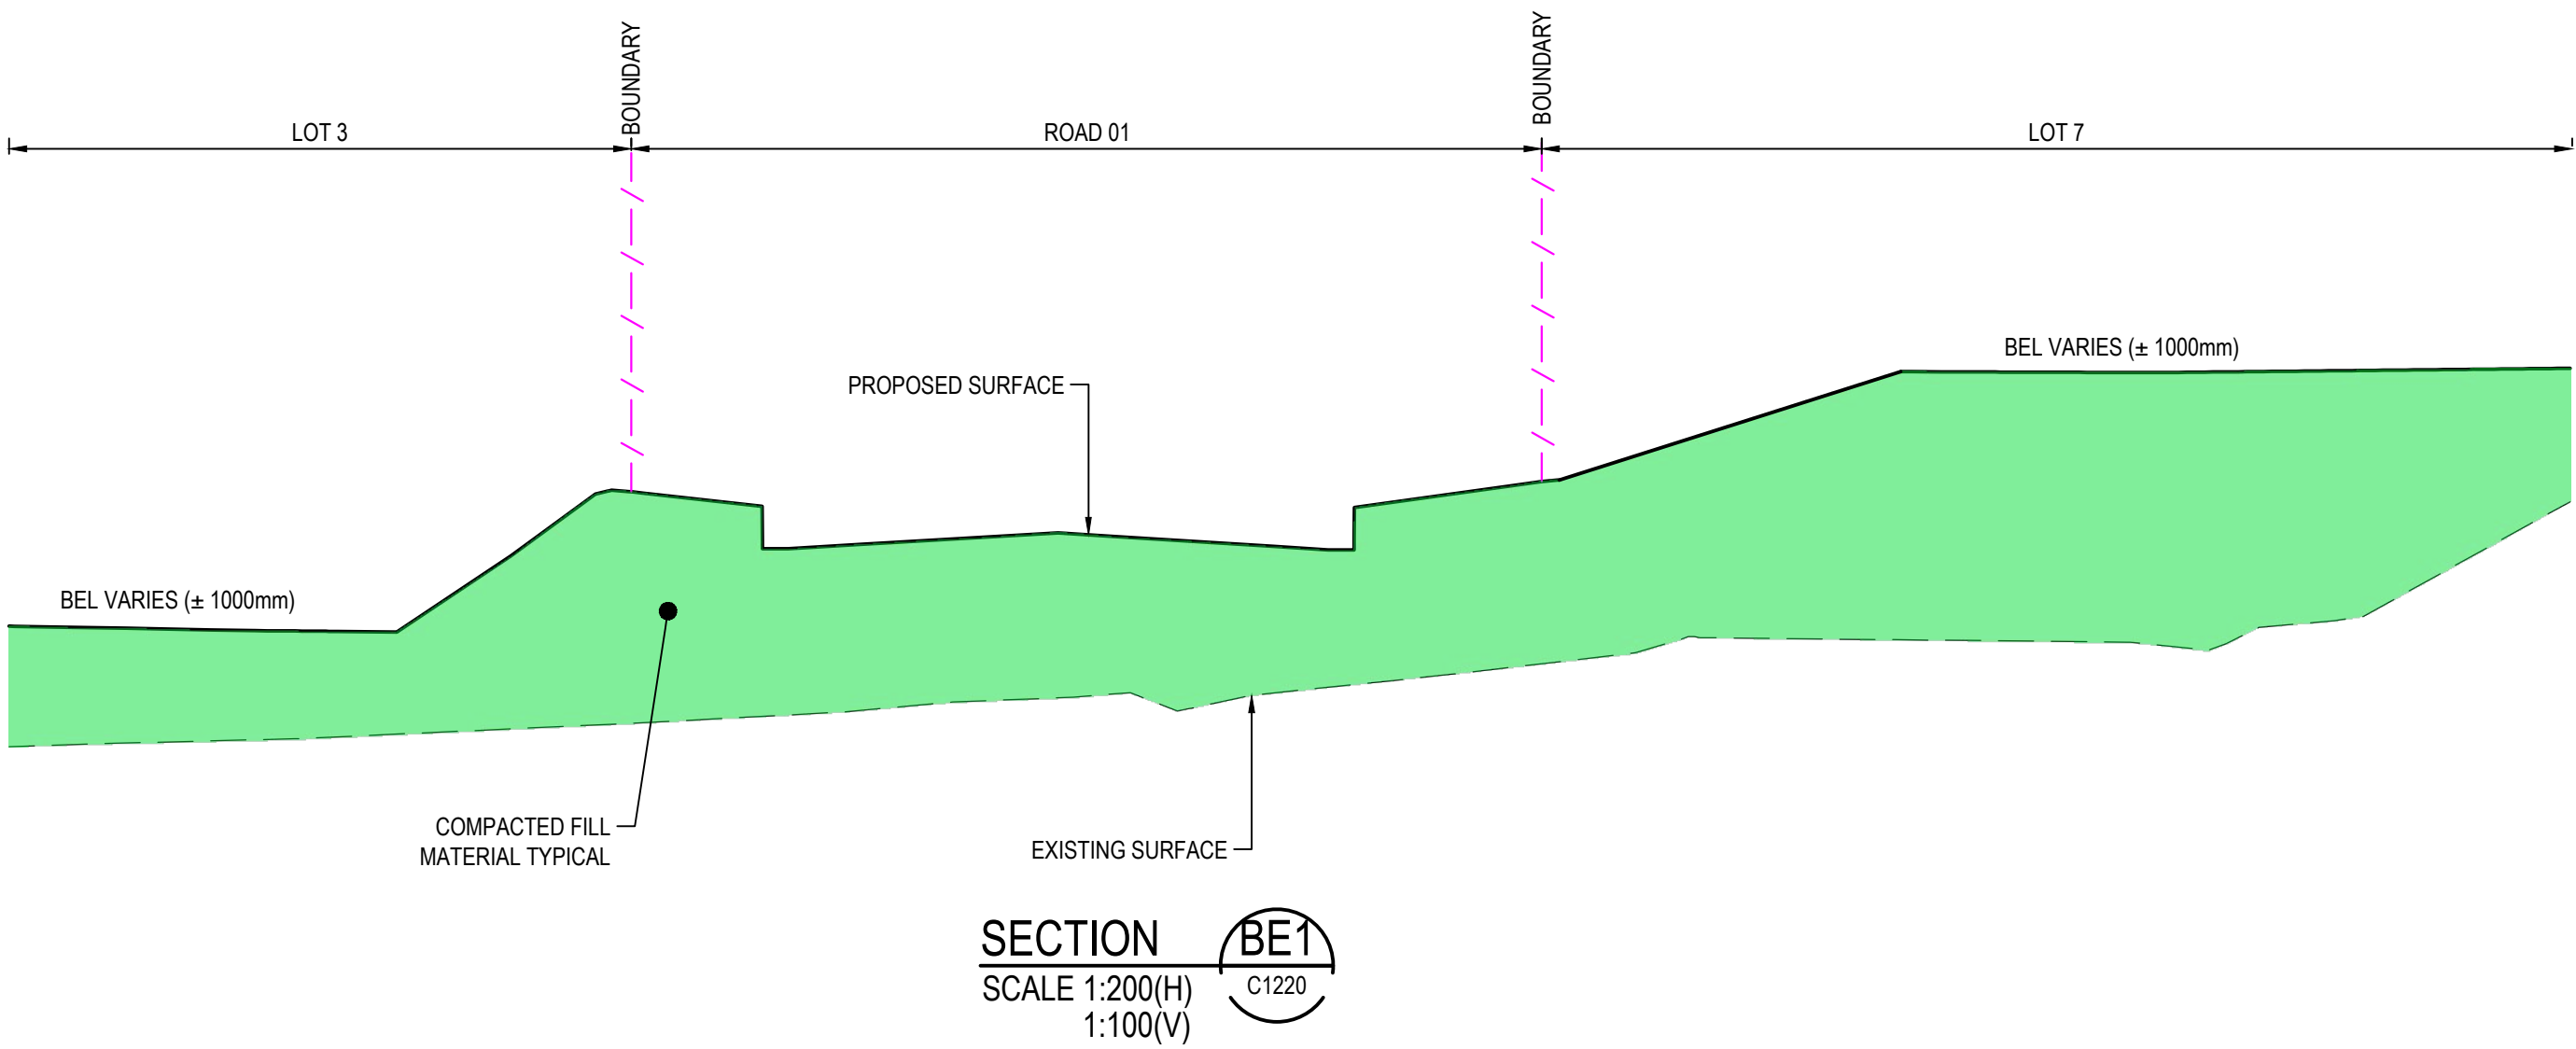 BOUNDARY
BOUNDARY
LOT 3
ROAD 01
LOT 7
BEL VARIES (± 1000mm)
PROPOSED SURFACE
BEL VARIES (± 1000mm)
COMPACTED FILL
MATERIAL TYPICAL
EXISTING SURFACE
SECTION
BE1
SCALE 1:200(H)
C1220
1:100(V)